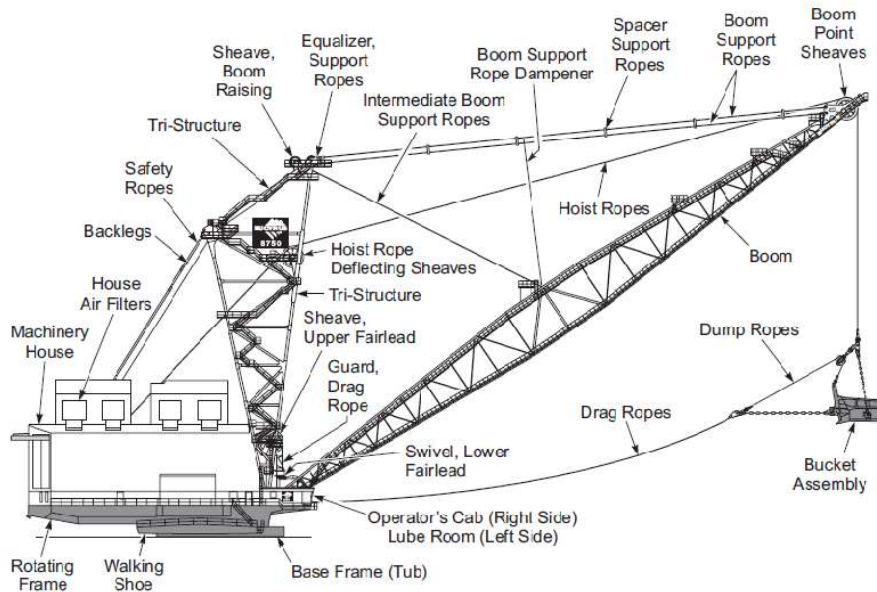 Sheave,
Boom
Raising
Equalizer,
Support
Ropes
Boom Support
Rope Dampener
Spacer
Support
Ropes
Boom
Support
Ropes
Boom
Point
Sheaves
Intermediate Boom
Support Ropes
Tri-Structure
Safety
Ropes
Hoist Ropes
Backlegs
8750
Hoist Rope
Deflecting Sheaves
Boom
House
Air Filters
Tri-Structure
Machinery
House
Sheave,
Upper Fairlead
Dump Ropes
Guard,
Drag
Rope
Drag Ropes
Swivel, Lower
Fairlead
Bucket
Assembly
Operator's Cab (Right Side)
Lube Room (Left Side)
Rotating
Frame
Walking
Shoe
Base Frame (Tub)